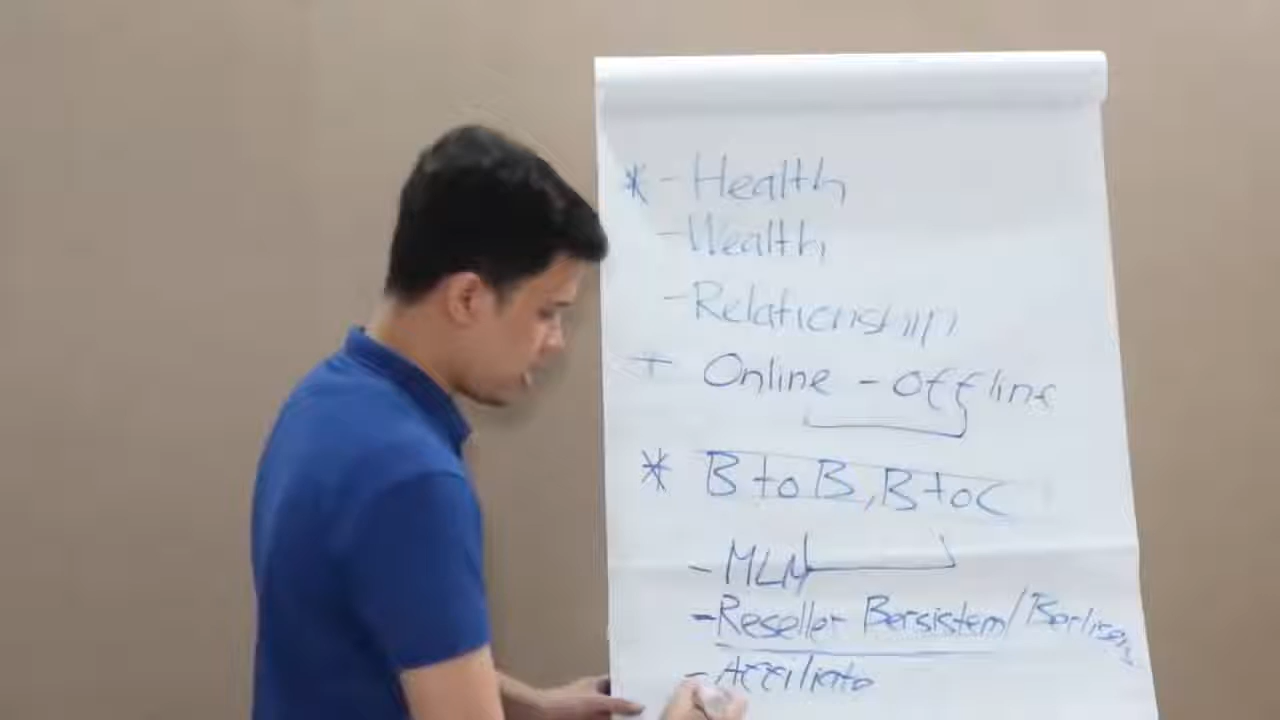 * - Health
- Wealth
- Relationship
+ Online - Offline
* B to B, B to C
- MLM
- Reseller Bersistem/Berlisensi
- Affiliate